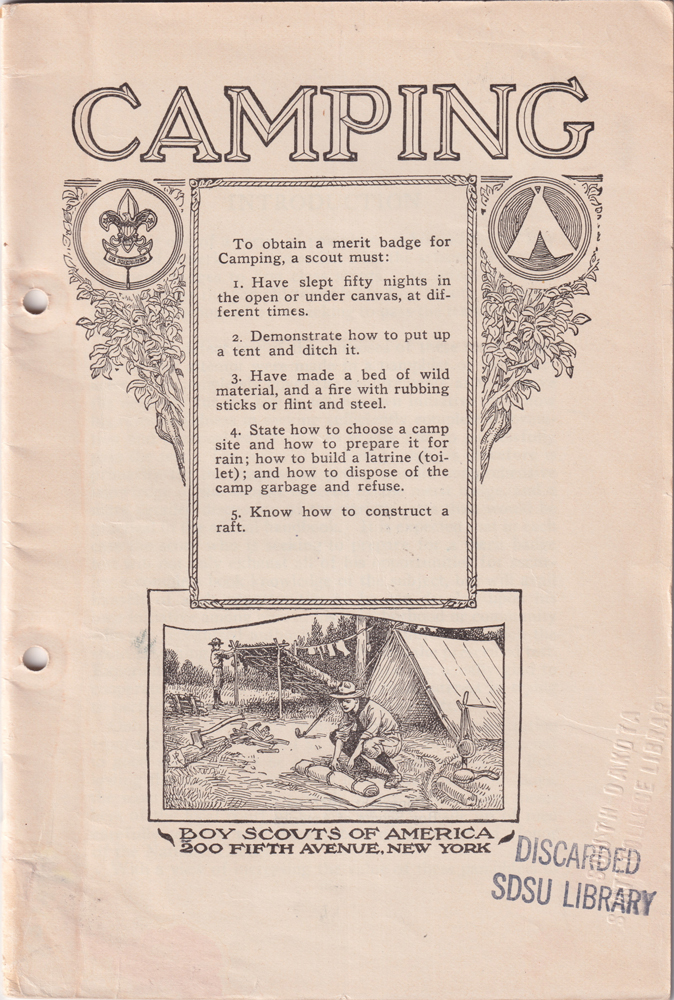 CAMPING
To obtain a merit badge for
Camping, a scout must:
1. Have slept fifty nights in
the open or under canvas, at dif-
ferent times.
2. Demonstrate how to put up
a tent and ditch it.
3. Have made a bed of wild
material, and a fire with rubbing
sticks or flint and steel.
4. State how to choose a camp
site and how to prepare it for
rain; how to build a latrine (toi-
let); and how to dispose of the
camp garbage and refuse.
5. Know how to construct a
raft.
BOY SCOUTS OF AMERICA
200 FIFTH AVENUE, NEW YORK
DISCARDED
SDSU LIBRARY
SOUTH DAKOTA